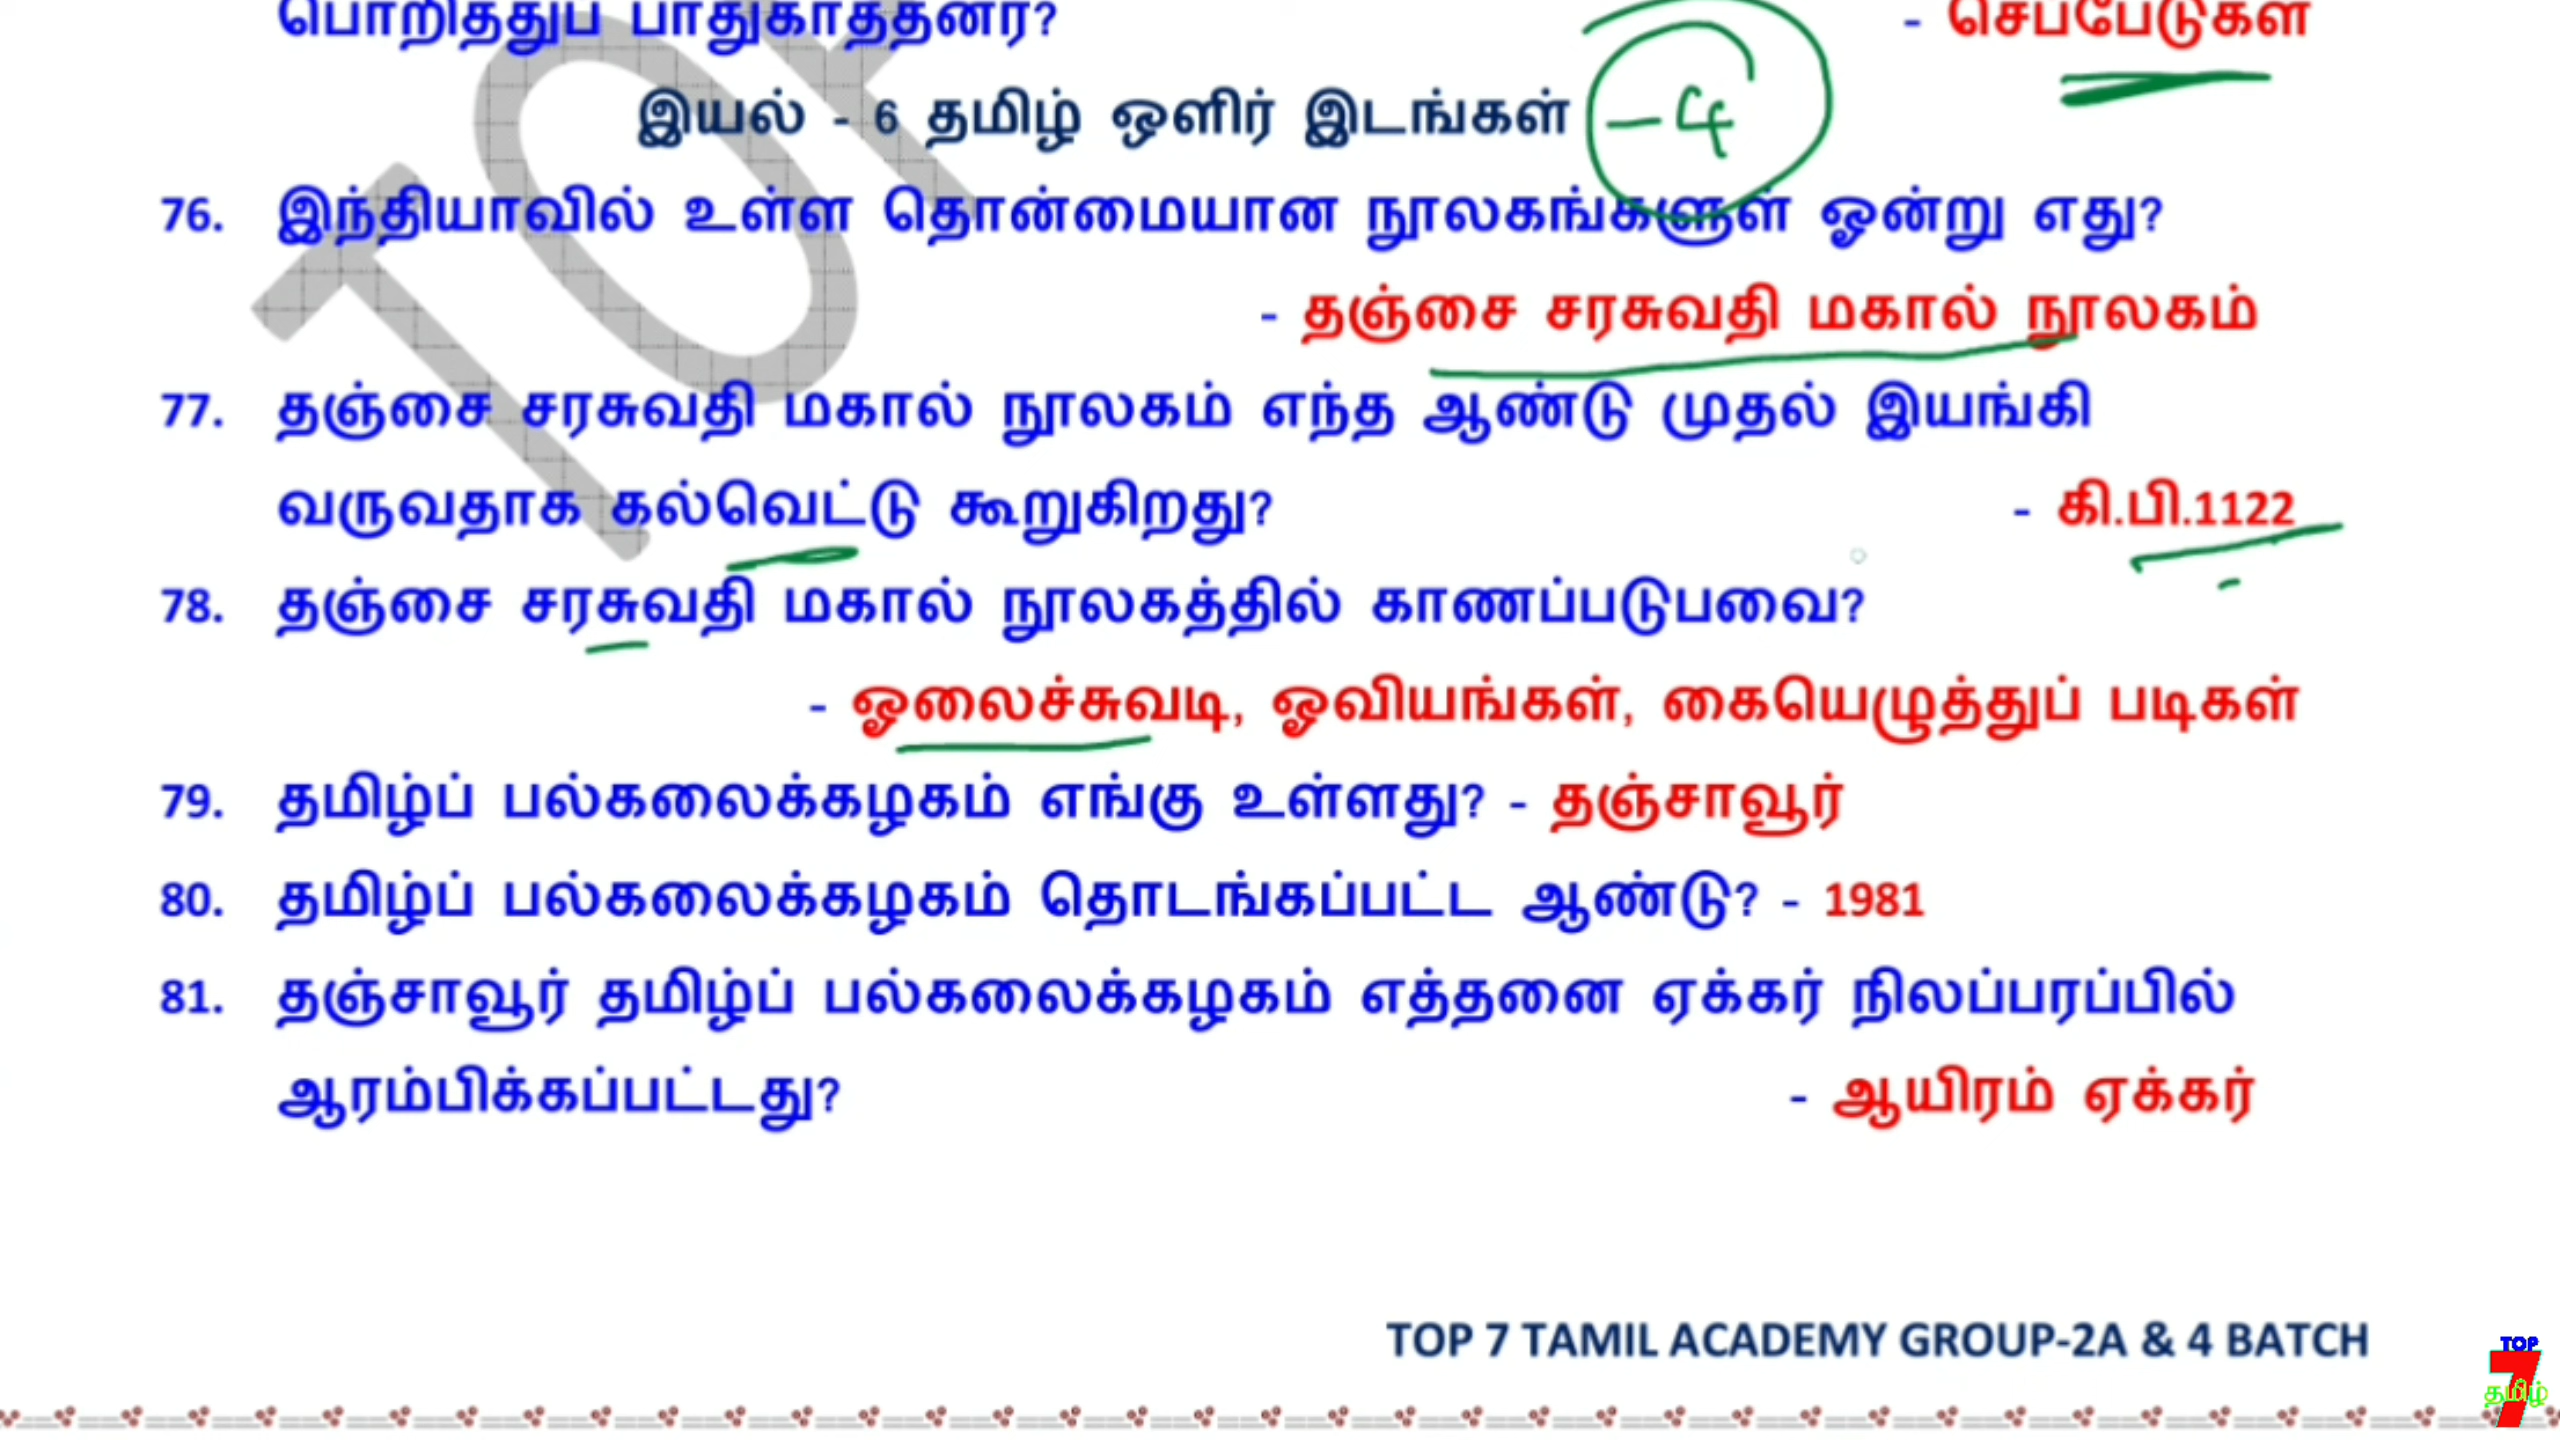 பொறித்துப் பாதுகாத்தனர்? - செப்பேடுகள்
இயல் - 6 தமிழ் ஒளிர் இடங்கள் -4
76. இந்தியாவில் உள்ள தொன்மையான நூலகங்களுள் ஓன்று எது?
- தஞ்சை சரசுவதி மகால் நூலகம்
77. தஞ்சை சரசுவதி மகால் நூலகம் எந்த ஆண்டு முதல் இயங்கி
வருவதாக கல்வெட்டு கூறுகிறது? - கி.பி.1122
78. தஞ்சை சரசுவதி மகால் நூலகத்தில் காணப்படுபவை?
- ஓலைச்சுவடி, ஓவியங்கள், கையெழுத்துப் படிகள்
79. தமிழ்ப் பல்கலைக்கழகம் எங்கு உள்ளது? - தஞ்சாவூர்
80. தமிழ்ப் பல்கலைக்கழகம் தொடங்கப்பட்ட ஆண்டு? - 1981
81. தஞ்சாவூர் தமிழ்ப் பல்கலைக்கழகம் எத்தனை ஏக்கர் நிலப்பரப்பில்
ஆரம்பிக்கப்பட்டது? - ஆயிரம் ஏக்கர்
TOP 7 TAMIL ACADEMY GROUP-2A & 4 BATCH
TOP
7
தமிழ்